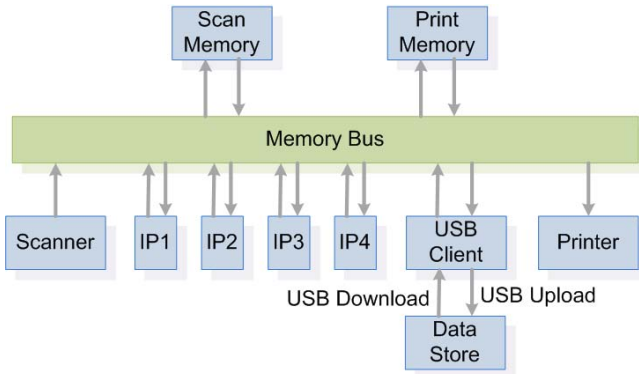 Scan
Memory
Print
Memory
Memory Bus
Scanner
IP1
IP2
IP3
IP4
USB
Client
Printer
USB Download
USB Upload
Data
Store